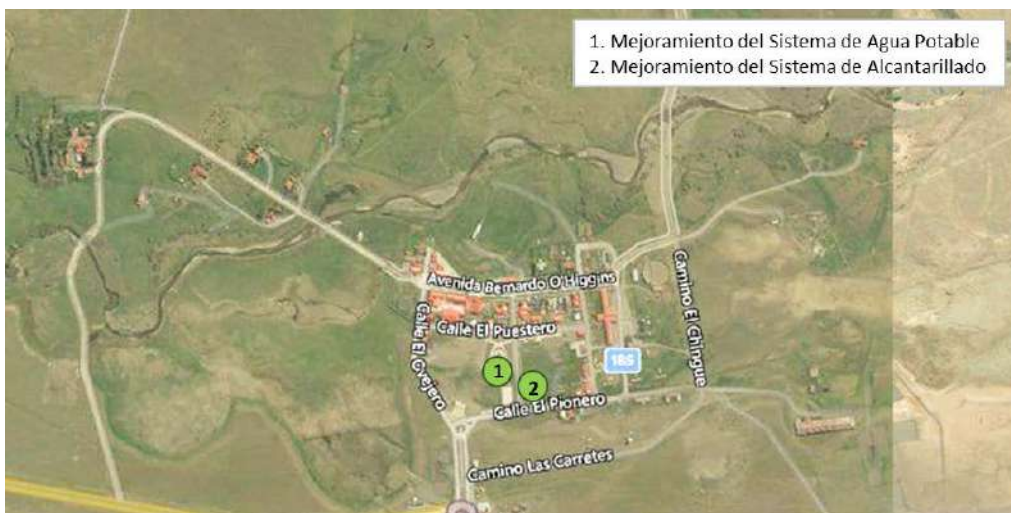 1. Mejoramiento del Sistema de Agua Potable
2. Mejoramiento del Sistema de Alcantarillado
Avenida Bernardo O'Higgins
Calle El Puestero
Calle El Ovejero
Camino El Chingue
185
1
2
Calle El Pionero
Camino Las Carretes